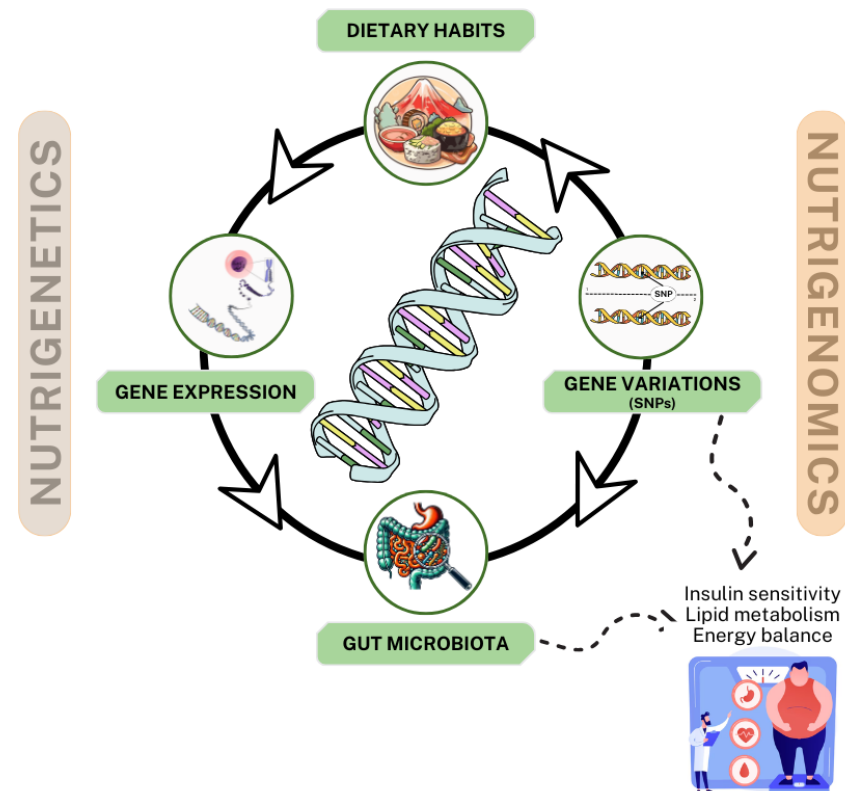 DIETARY HABITS
NUTRIGENETICS
NUTRIGENOMICS
SNP
GENE EXPRESSION
GENE VARIATIONS
(SNPs)
Insulin sensitivity
Lipid metabolism
Energy balance
GUT MICROBIOTA